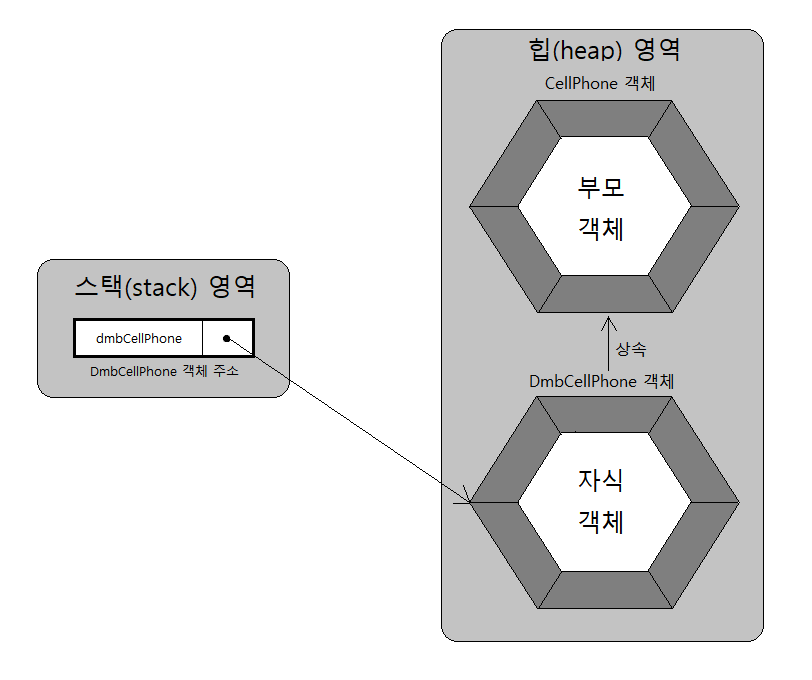 힙(heap) 영역
CellPhone 객체
부모
객체
스택(stack) 영역
dmbCellPhone
DmbCellPhone 객체 주소
상속
DmbCellPhone 객체
자식
객체